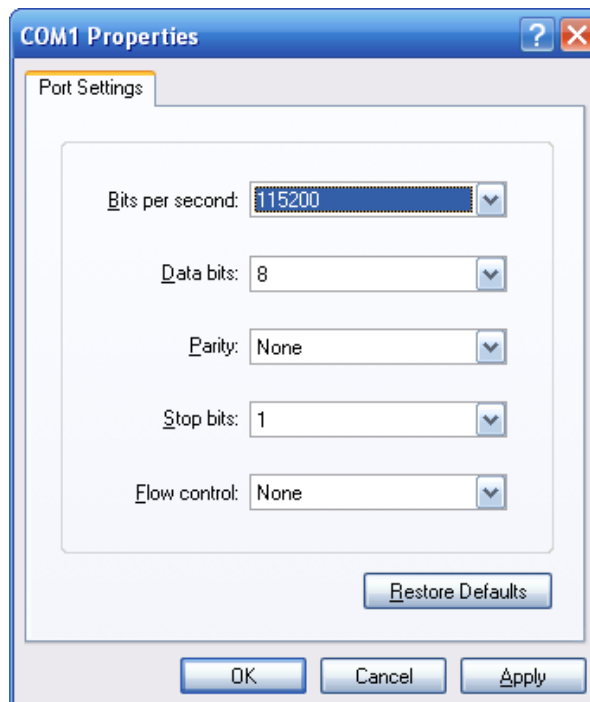 COM1 Properties
Port Settings
Bits per second: 115200
Data bits: 8
Parity: None
Stop bits: 1
Flow control: None
Restore Defaults
OK Cancel Apply